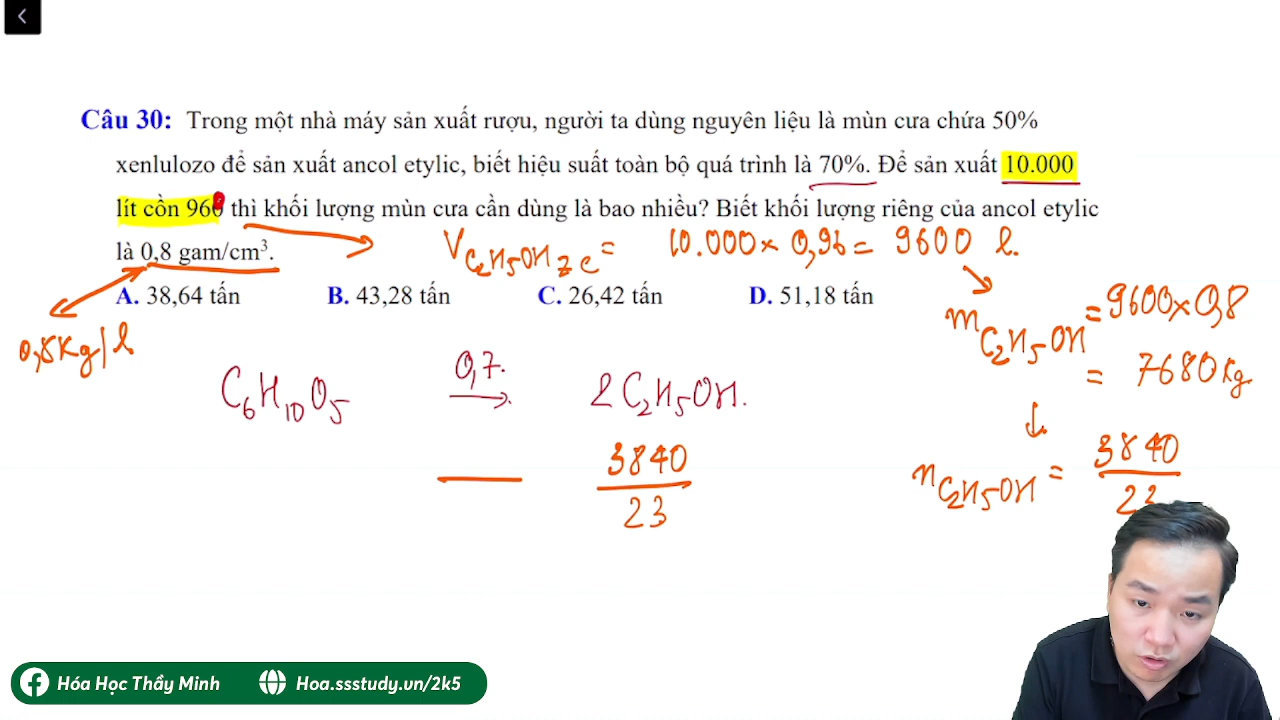 Câu 30: Trong một nhà máy sản xuất rượu, người ta dùng nguyên liệu là mùn cưa chứa 50%
xenlulozo để sản xuất ancol etylic, biết hiệu suất toàn bộ quá trình là 70%. Để sản xuất 10.000
lít cồn 96⁰ thì khối lượng mùn cưa cần dùng là bao nhiêu? Biết khối lượng riêng của ancol etylic
là 0,8 gam/cm³.
V C₂H₅OH = 10.000 × 0,96 = 9600 l.
A. 38,64 tấn B. 43,28 tấn C. 26,42 tấn D. 51,18 tấn
0,8 kg/l
m C₂H₅OH = 9600 × 0,8
= 7680 kg
C₆H₁₀O₅ 0,7 → 2C₂H₅OH.
3840
23
n C₂H₅OH = 3840
23
Hóa Học Thầy Minh Hoa.ssstudy.vn/2k5